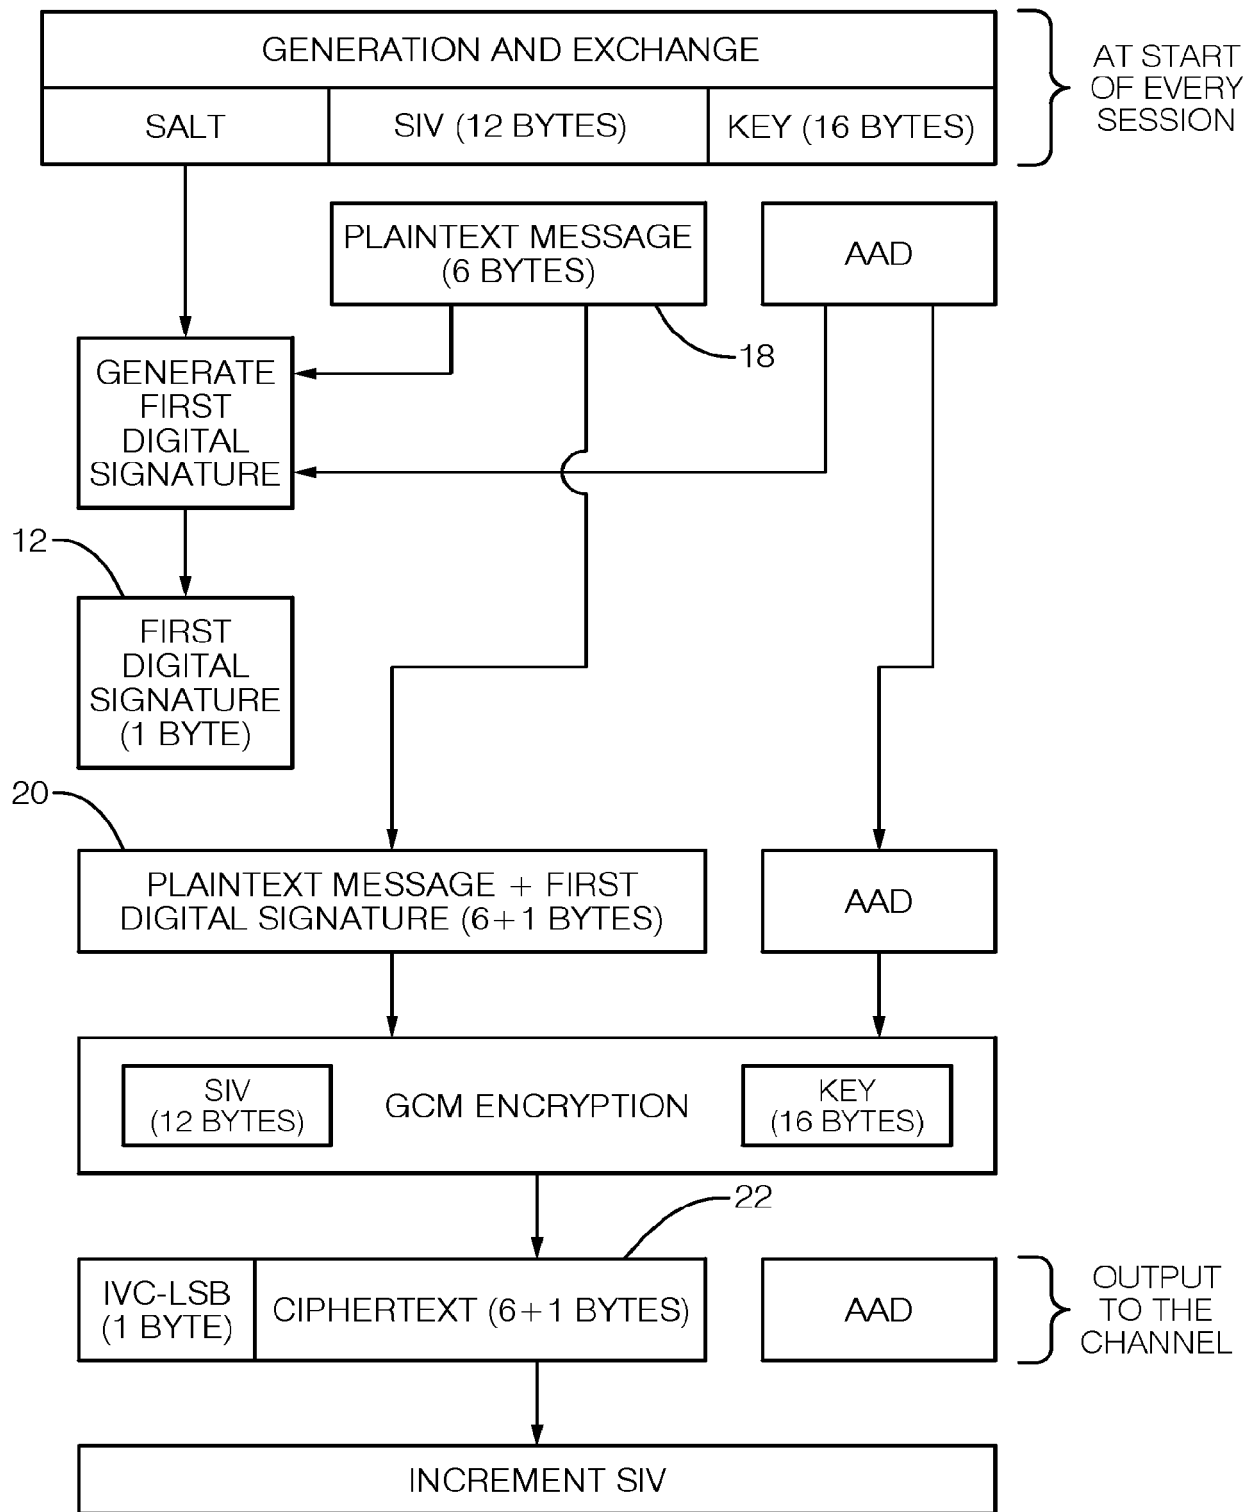 GENERATION AND EXCHANGE
SALT
SIV (12 BYTES)
KEY (16 BYTES)
AT START
OF EVERY
SESSION
PLAINTEXT MESSAGE
(6 BYTES)
AAD
18
GENERATE
FIRST
DIGITAL
SIGNATURE
12
FIRST
DIGITAL
SIGNATURE
(1 BYTE)
20
PLAINTEXT MESSAGE + FIRST
DIGITAL SIGNATURE (6+1 BYTES)
AAD
SIV
(12 BYTES)
GCM ENCRYPTION
KEY
(16 BYTES)
22
IVC-LSB
(1 BYTE)
CIPHERTEXT (6+1 BYTES)
AAD
OUTPUT
TO THE
CHANNEL
INCREMENT SIV